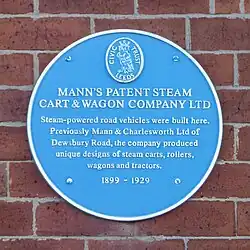 CIVIC TRUST
LEEDS
MANN'S PATENT STEAM
CART & WAGON COMPANY LTD
Steam-powered road vehicles were built here.
Previously Mann & Charlesworth Ltd of
Dewsbury Road, the company produced
unique designs of steam carts, rollers,
wagons and tractors.
1899 - 1929